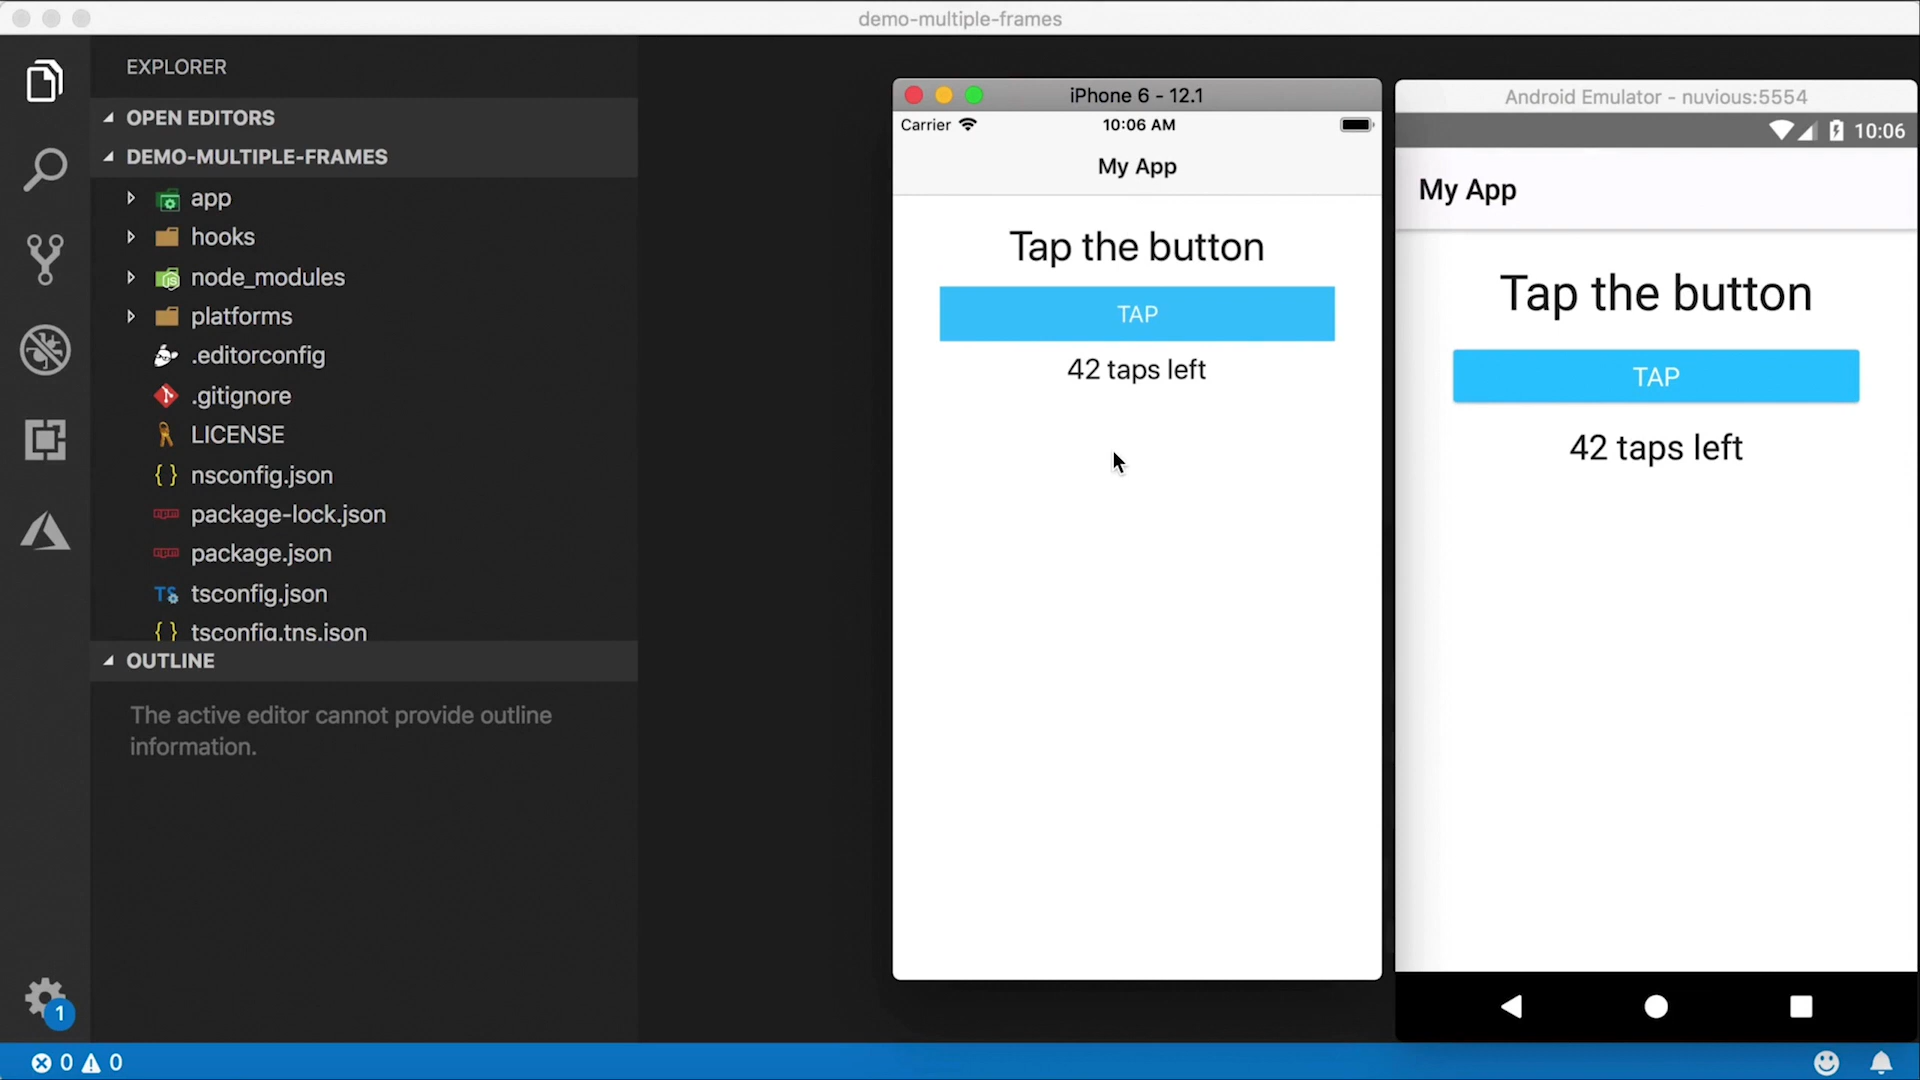 demo-multiple-frames
EXPLORER
OPEN EDITORS
DEMO-MULTIPLE-FRAMES
app
hooks
node_modules
platforms
.editorconfig
.gitignore
LICENSE
{ } nsconfig.json
package-lock.json
package.json
TS tsconfig.json
{ } tsconfig.tns.json
OUTLINE
The active editor cannot provide outline
information.
1
0 0
iPhone 6 - 12.1
Carrier 10:06 AM
My App
Tap the button
TAP
42 taps left
Android Emulator - nuvious:5554
10:06
My App
Tap the button
TAP
42 taps left